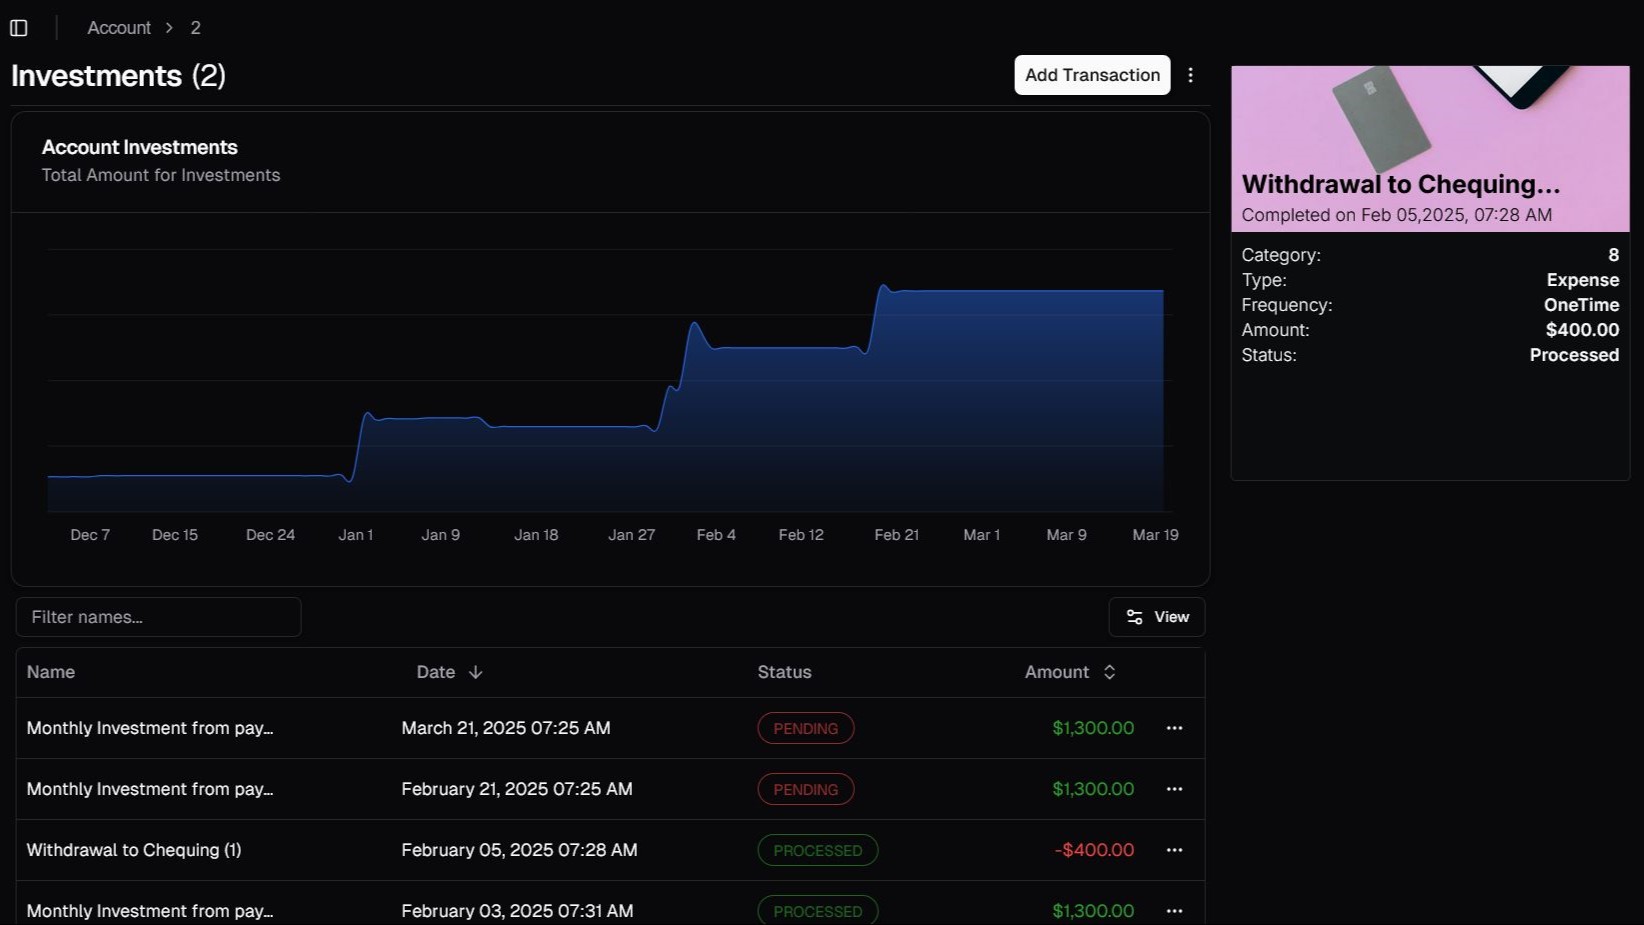 Account > 2
Investments (2)
Add Transaction
Account Investments
Total Amount for Investments
Dec 7 Dec 15 Dec 24 Jan 1 Jan 9 Jan 18 Jan 27 Feb 4 Feb 12 Feb 21 Mar 1 Mar 9 Mar 19
Filter names...
View
Name Date Status Amount
Monthly Investment from pay... March 21, 2025 07:25 AM PENDING $1,300.00
Monthly Investment from pay... February 21, 2025 07:25 AM PENDING $1,300.00
Withdrawal to Chequing (1) February 05, 2025 07:28 AM PROCESSED -$400.00
Monthly Investment from pay... February 03, 2025 07:31 AM PROCESSED $1,300.00
Withdrawal to Chequing...
Completed on Feb 05,2025, 07:28 AM
Category: 8
Type: Expense
Frequency: OneTime
Amount: $400.00
Status: Processed